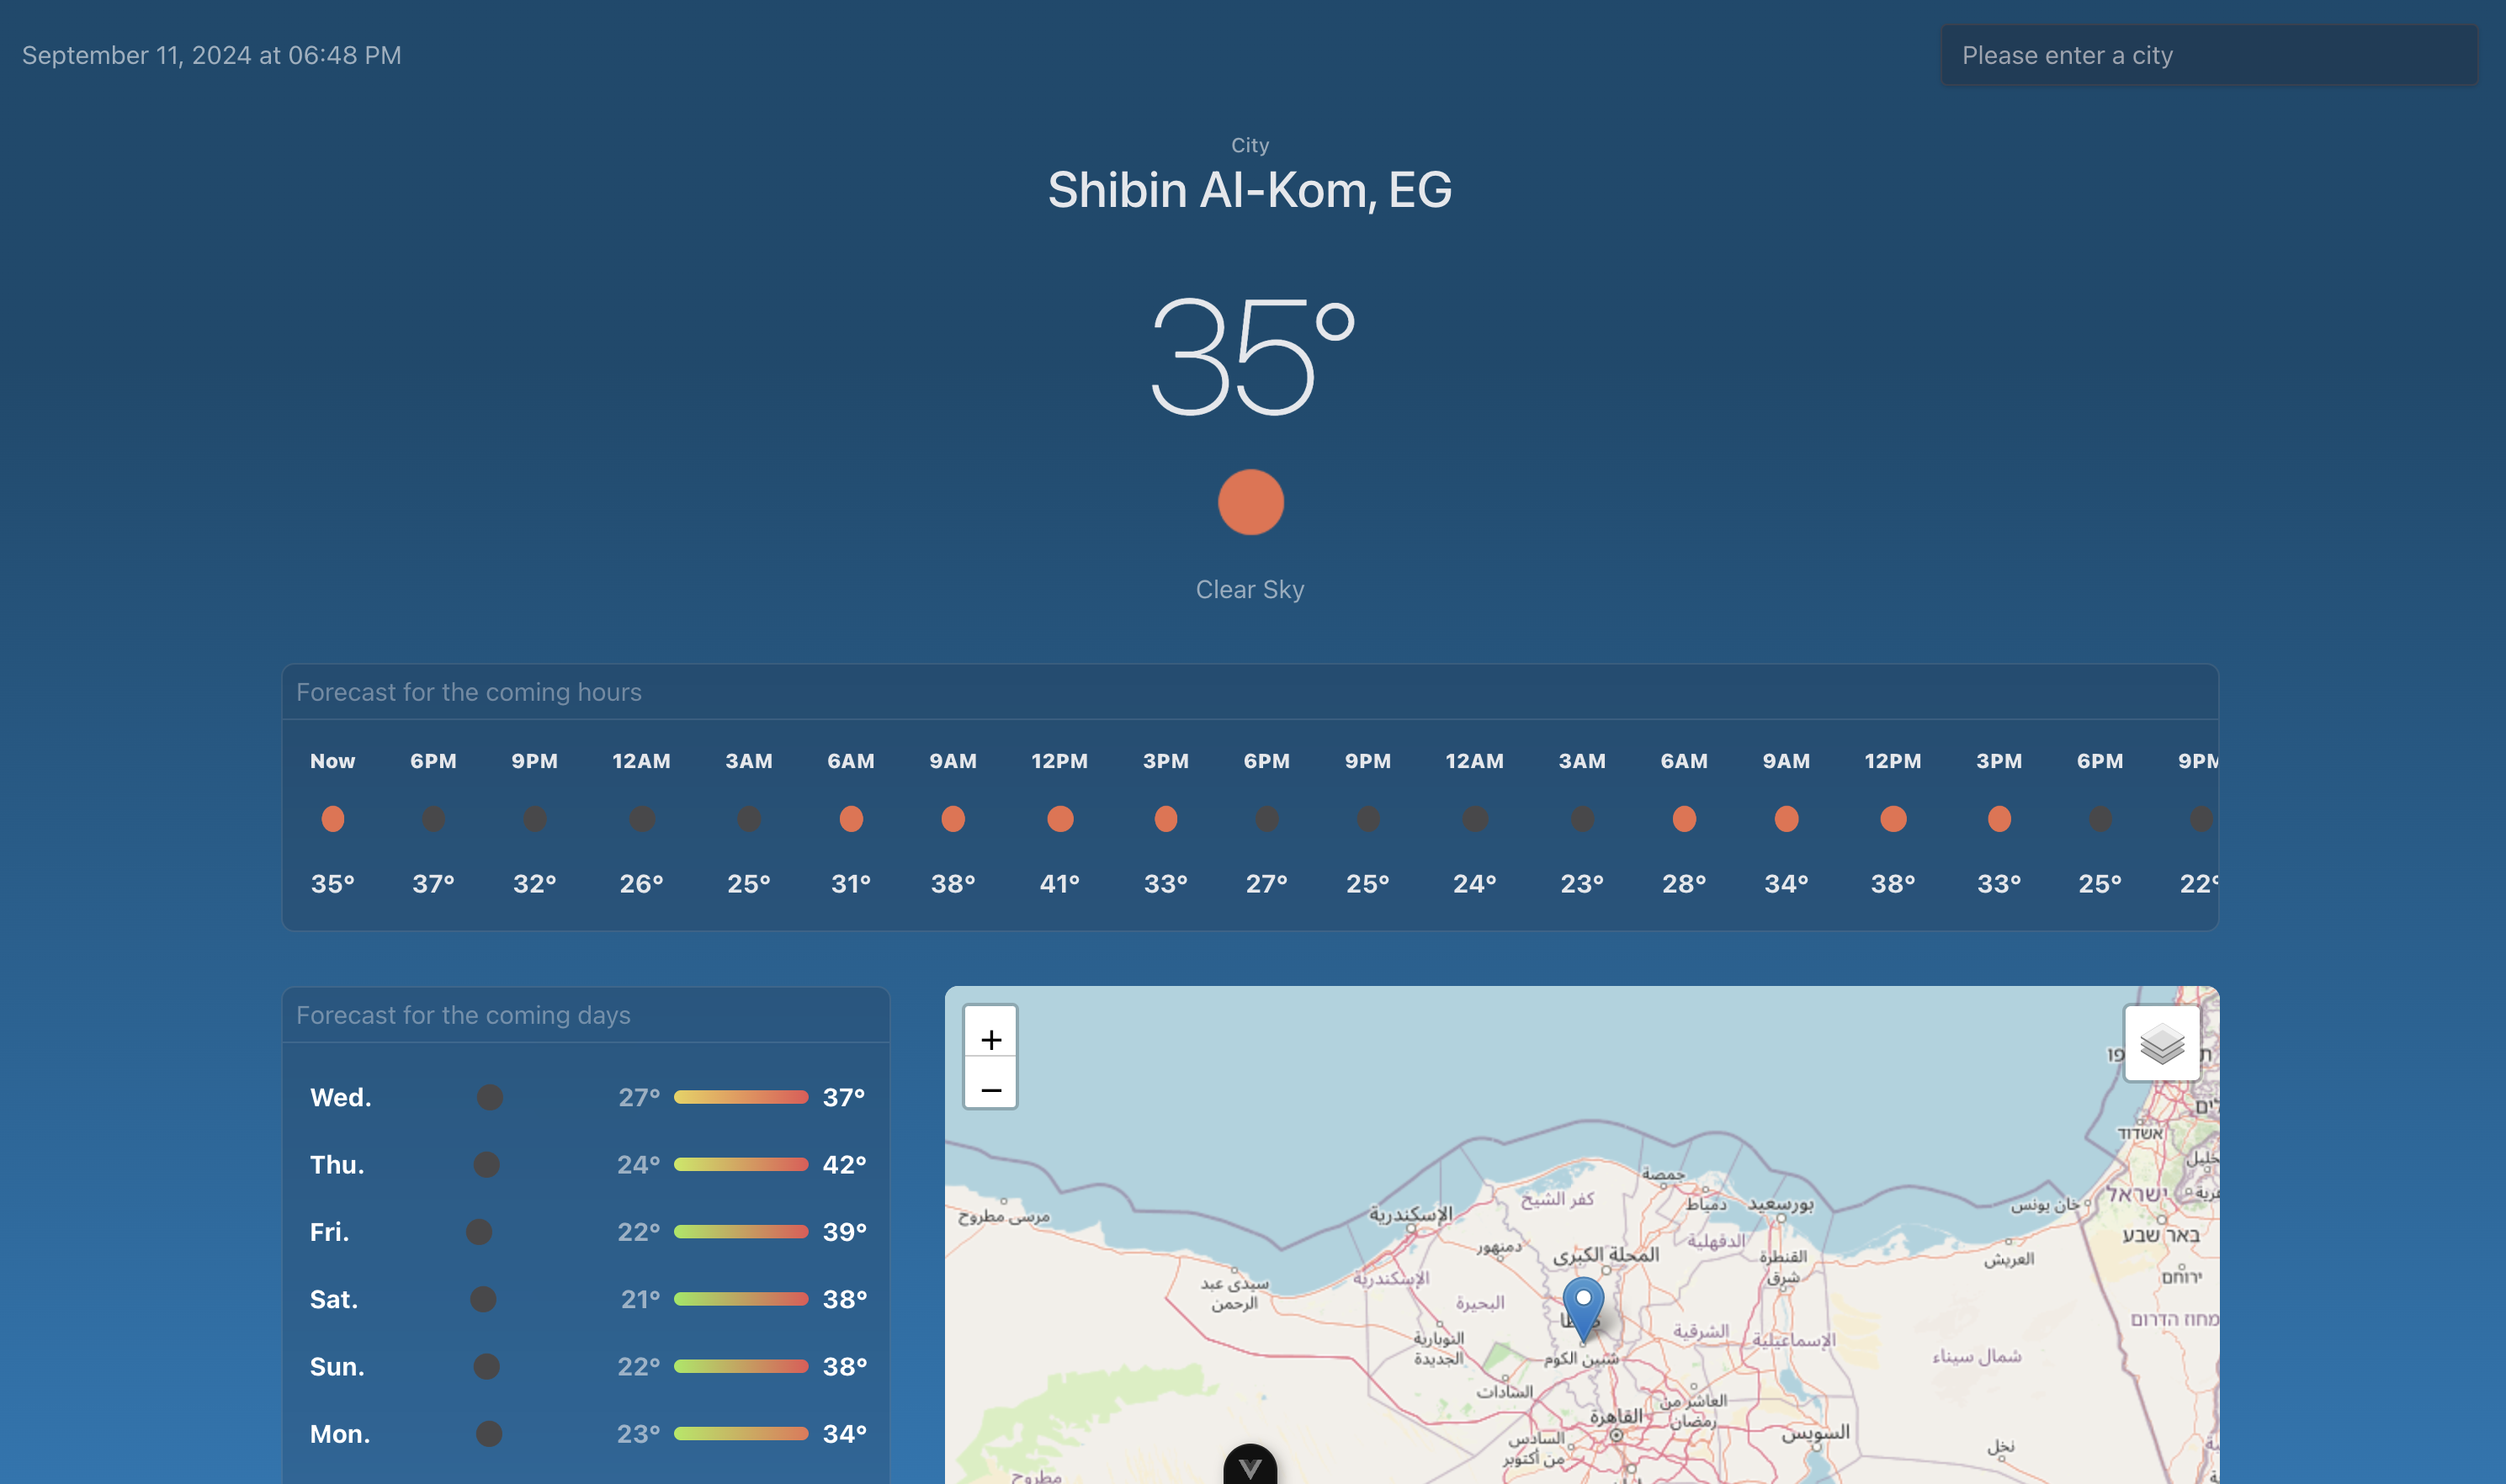 September 11, 2024 at 06:48 PM
Please enter a city
City
Shibin Al-Kom, EG
35°
Clear Sky
Forecast for the coming hours
Now 6PM 9PM 12AM 3AM 6AM 9AM 12PM 3PM 6PM 9PM 12AM 3AM 6AM 9AM 12PM 3PM 6PM 9PM
35° 37° 32° 26° 25° 31° 38° 41° 33° 27° 25° 24° 23° 28° 34° 38° 33° 25° 22°
Forecast for the coming days
Wed. 27° 37°
Thu. 24° 42°
Fri. 22° 39°
Sat. 21° 38°
Sun. 22° 38°
Mon. 23° 34°
+
−
אשדוד
ישראל
באר שבע
ירוחם
מחוז הדרום
خان يونس
العريش
شمال سيناء
نخل
جمصة
دمياط
بورسعيد
كفر الشيخ
الدقهلية
الإسكندرية
دمنهور
المحلة الكبرى
القنطرة
شرق
مرسى مطروح
سيدي عبد
الرحمن
الإسكندرية
البحيرة
النوبارية
الجديدة
شبين الكوم
الشرقية
الإسماعيلية
السادات
العاشر من
رمضان
القاهرة
السويس
السادس
من أكتوبر
مطروح